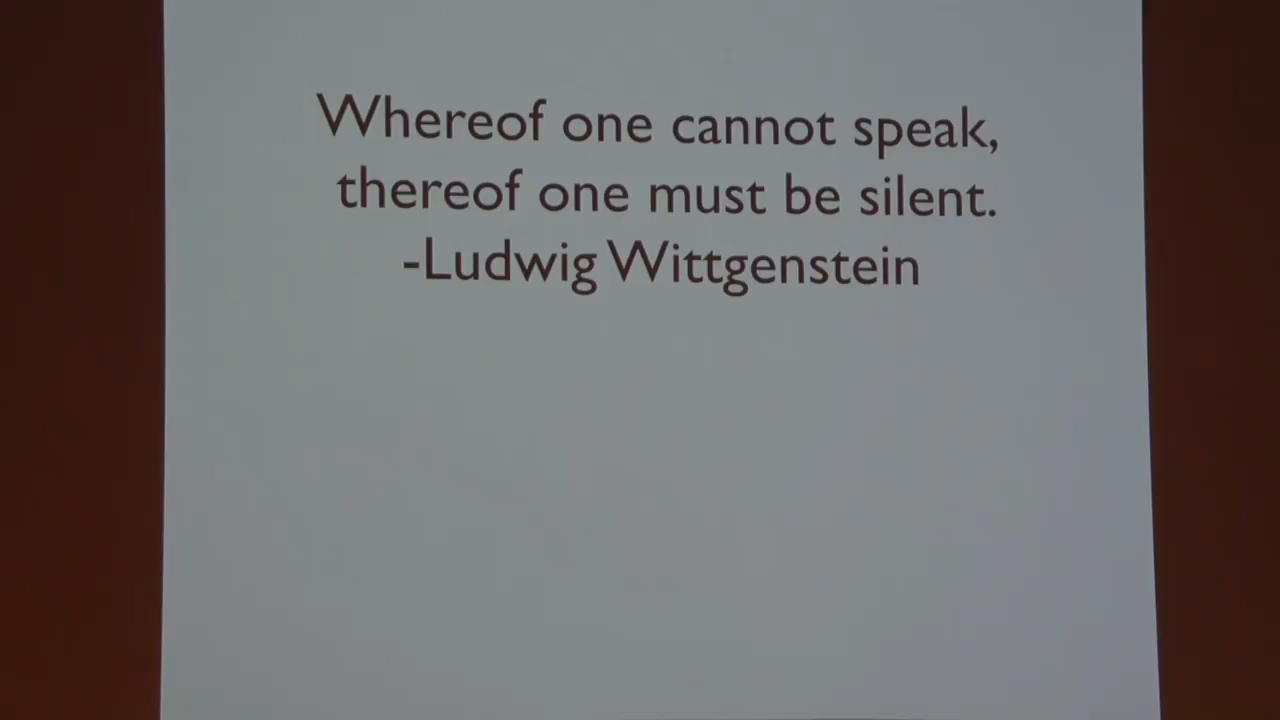 Whereof one cannot speak,
thereof one must be silent.
-Ludwig Wittgenstein